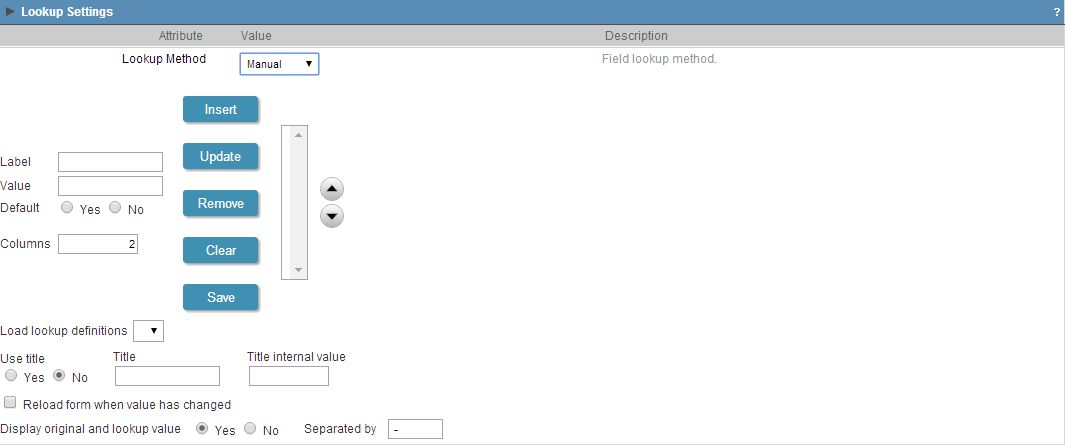 Lookup Settings ?
Attribute Value Description
Lookup Method Manual Field lookup method.
Insert
Update
Label
Value
Remove
Default Yes No
Columns 2
Clear
Save
Load lookup definitions
Use title Title Title internal value
Yes No
Reload form when value has changed
Display original and lookup value Yes No Separated by -